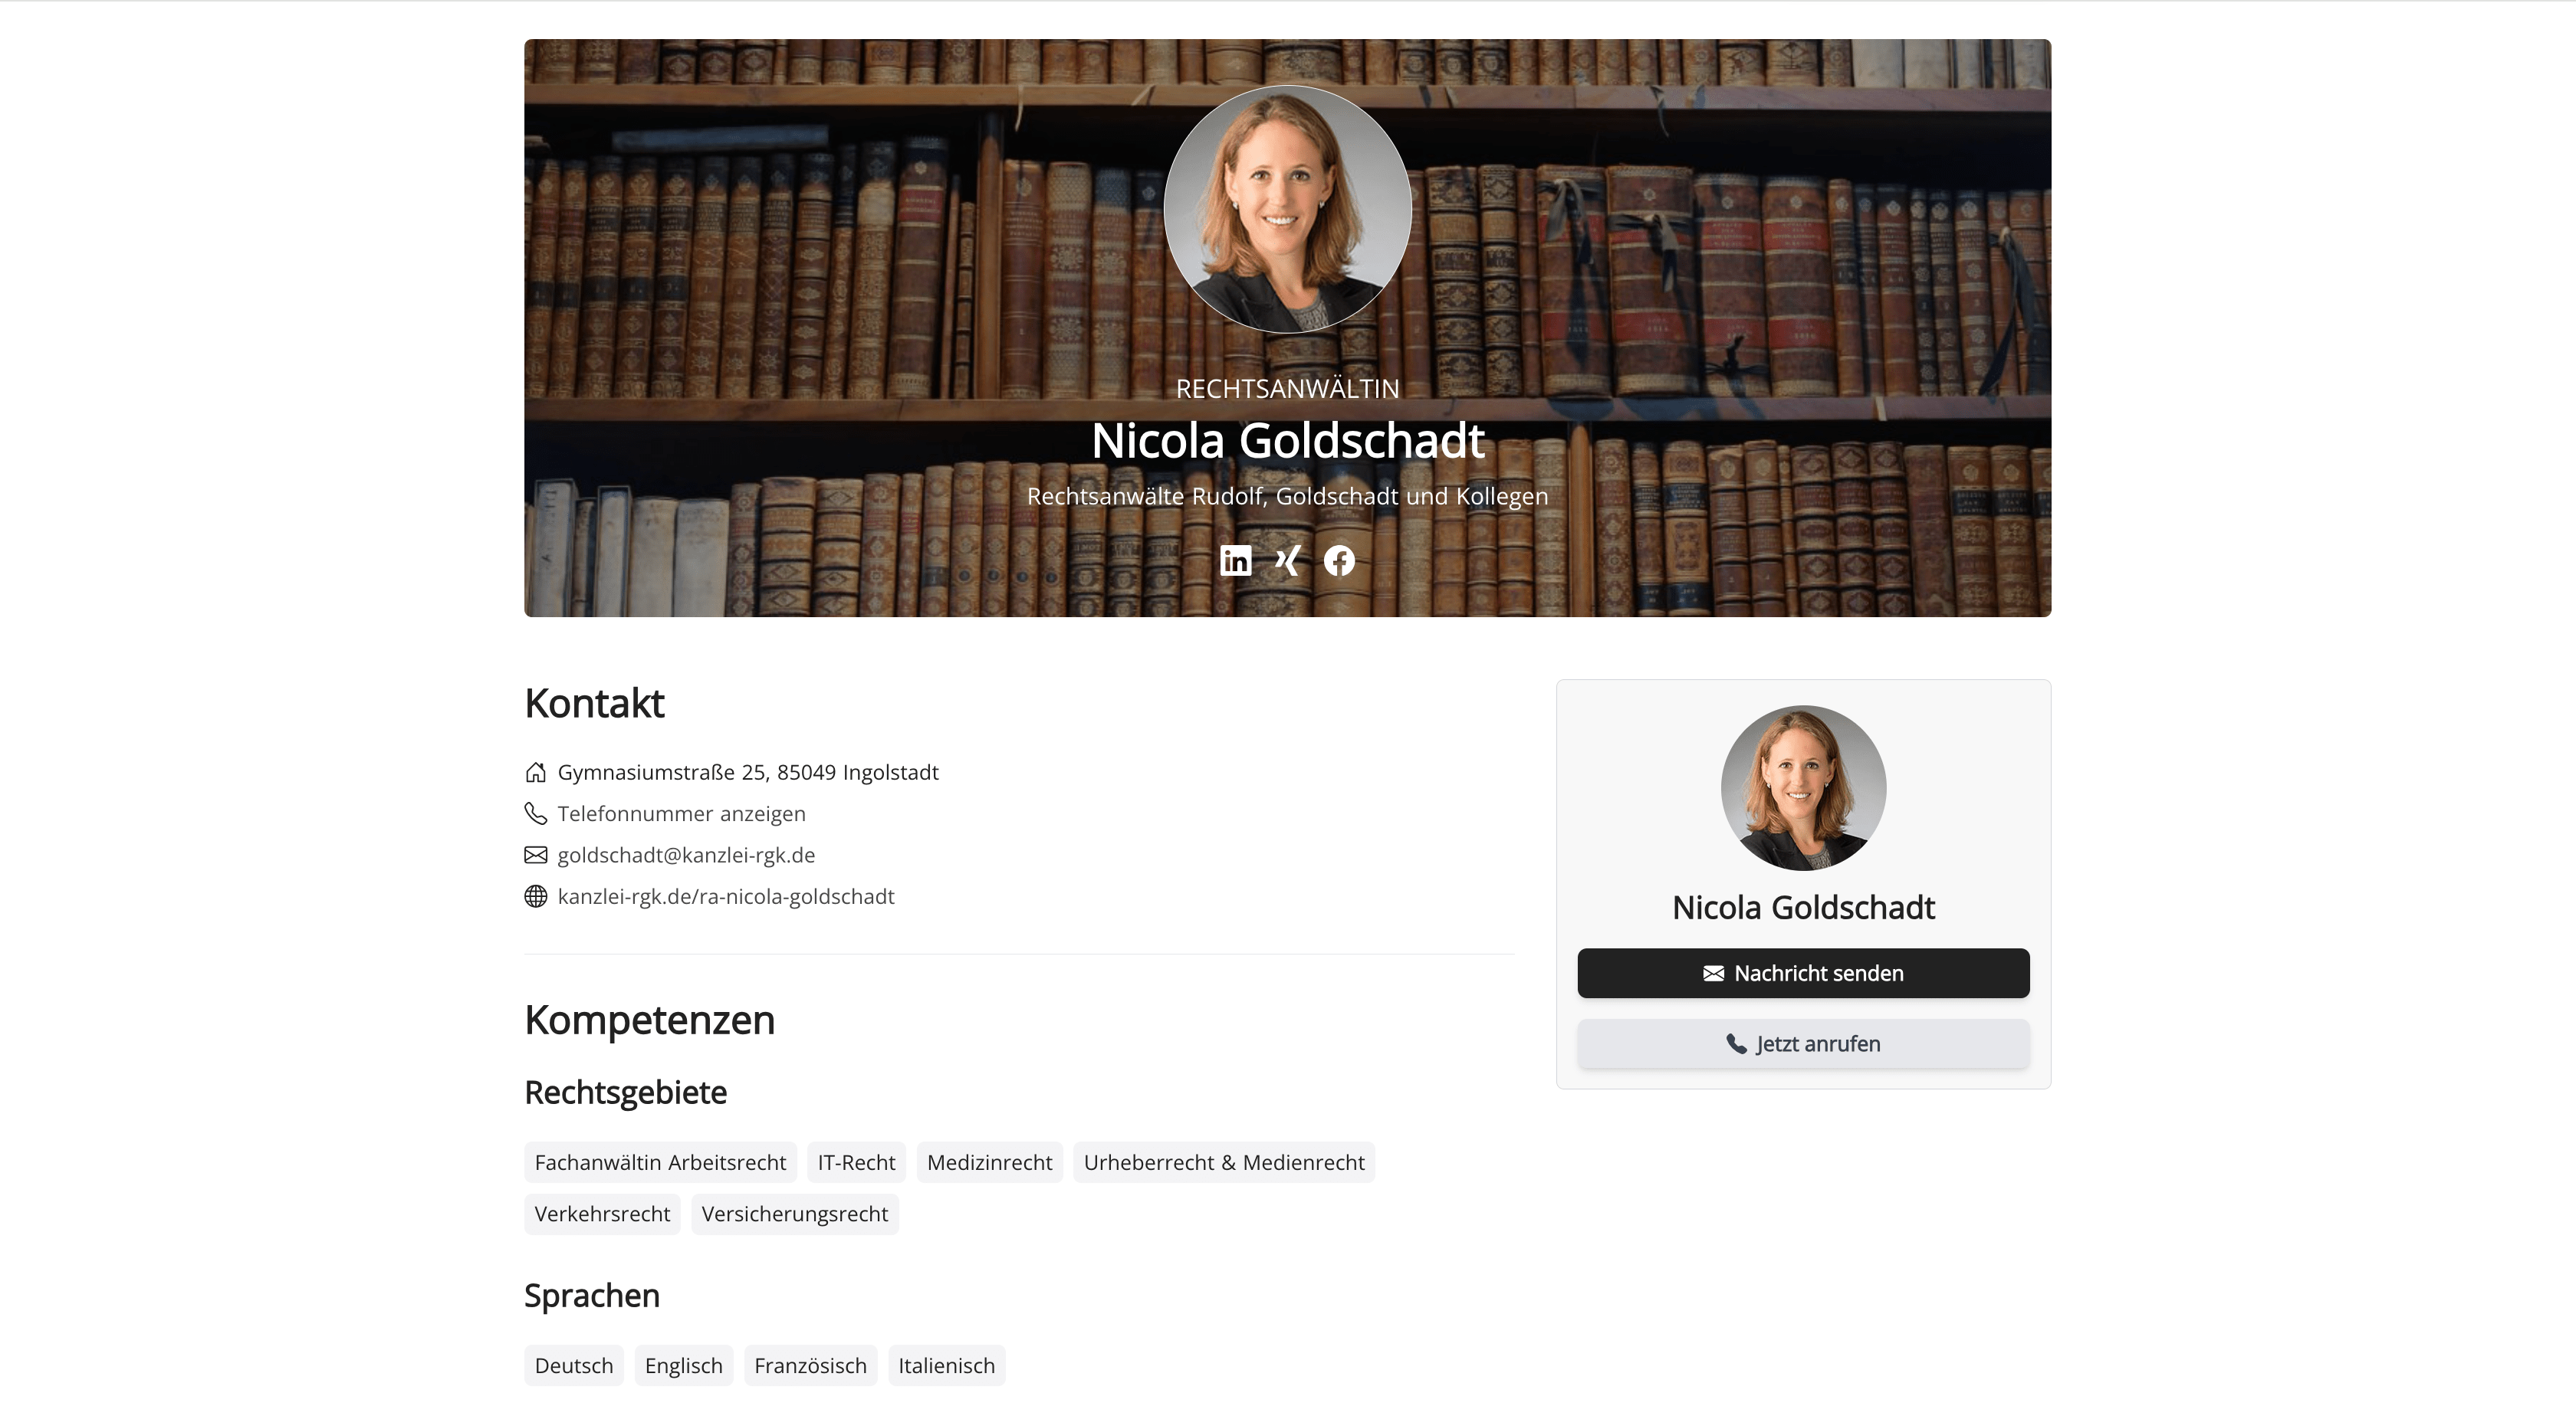 RECHTSANWÄLTIN
Nicola Goldschadt
Rechtsanwälte Rudolf, Goldschadt und Kollegen
Kontakt
Gymnasiumstraße 25, 85049 Ingolstadt
Telefonnummer anzeigen
goldschadt@kanzlei-rgk.de
kanzlei-rgk.de/ra-nicola-goldschadt
Kompetenzen
Rechtsgebiete
Fachanwältin Arbeitsrecht IT-Recht Medizinrecht Urheberrecht & Medienrecht
Verkehrsrecht Versicherungsrecht
Sprachen
Deutsch Englisch Französisch Italienisch
Nicola Goldschadt
Nachricht senden
Jetzt anrufen